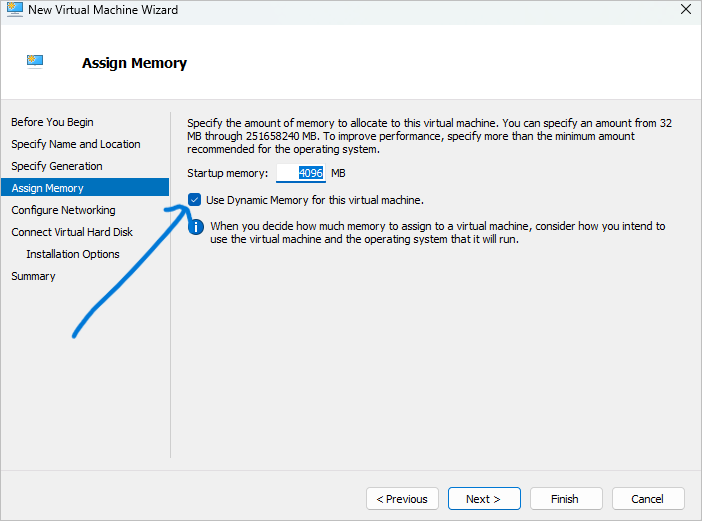 New Virtual Machine Wizard
Assign Memory
Before You Begin
Specify Name and Location
Specify Generation
Assign Memory
Configure Networking
Connect Virtual Hard Disk
Installation Options
Summary
Specify the amount of memory to allocate to this virtual machine. You can specify an amount from 32
MB through 251658240 MB. To improve performance, specify more than the minimum amount
recommended for the operating system.
Startup memory: 4096 MB
Use Dynamic Memory for this virtual machine.
When you decide how much memory to assign to a virtual machine, consider how you intend to
use the virtual machine and the operating system that it will run.
< Previous Next > Finish Cancel